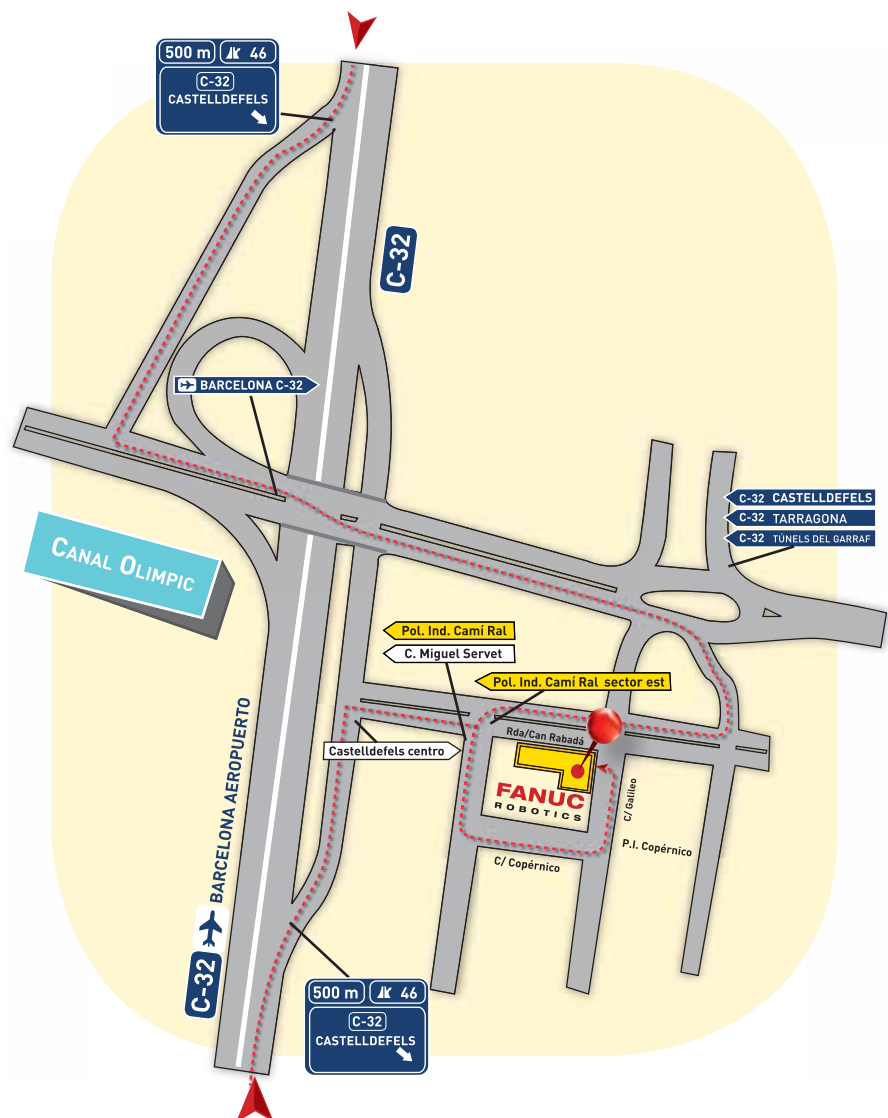 500 m 46
C-32
CASTELLDEFELS
C-32
BARCELONA C-32
C-32 CASTELLDEFELS
C-32 TARRAGONA
C-32 TÚNELS DEL GARRAF
CANAL OLIMPIC
Pol. Ind. Camí Ral
C. Miguel Servet
Pol. Ind. Camí Ral sector est
Rda/Can Rabadá
Castelldefels centro
FANUC
ROBOTICS
C/ Galileo
P.I. Copérnico
C/ Copérnico
C-32 BARCELONA AEROPUERTO
500 m 46
C-32
CASTELLDEFELS